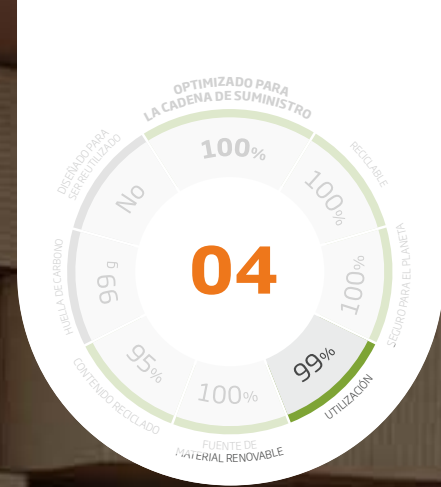 OPTIMIZADO PARA
LA CADENA DE SUMINISTRO
100%
RECICLABLE
100%
SEGURO PARA EL PLANETA
100%
UTILIZACIÓN
99%
FUENTE DE
MATERIAL RENOVABLE
100%
CONTENIDO RECICLADO
95%
HUELLA DE CARBONO
66 g
DISEÑADO PARA
SER REUTILIZADO
No
04